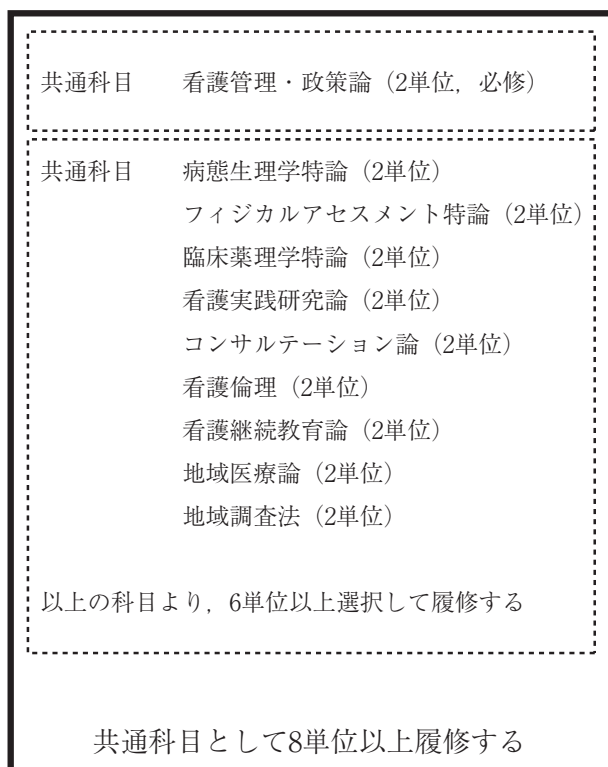 共通科目　看護管理・政策論（2単位，必修）
共通科目　病態生理学特論（2単位）
フィジカルアセスメント特論（2単位）
臨床薬理学特論（2単位）
看護実践研究論（2単位）
コンサルテーション論（2単位）
看護倫理（2単位）
看護継続教育論（2単位）
地域医療論（2単位）
地域調査法（2単位）
以上の科目より，6単位以上選択して履修する
共通科目として8単位以上履修する